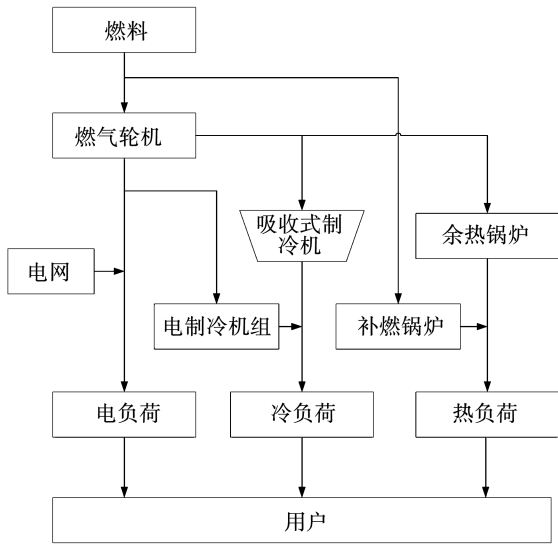 燃料
燃气轮机
吸收式制
冷机
余热锅炉
电网
电制冷机组
补燃锅炉
电负荷
冷负荷
热负荷
用户